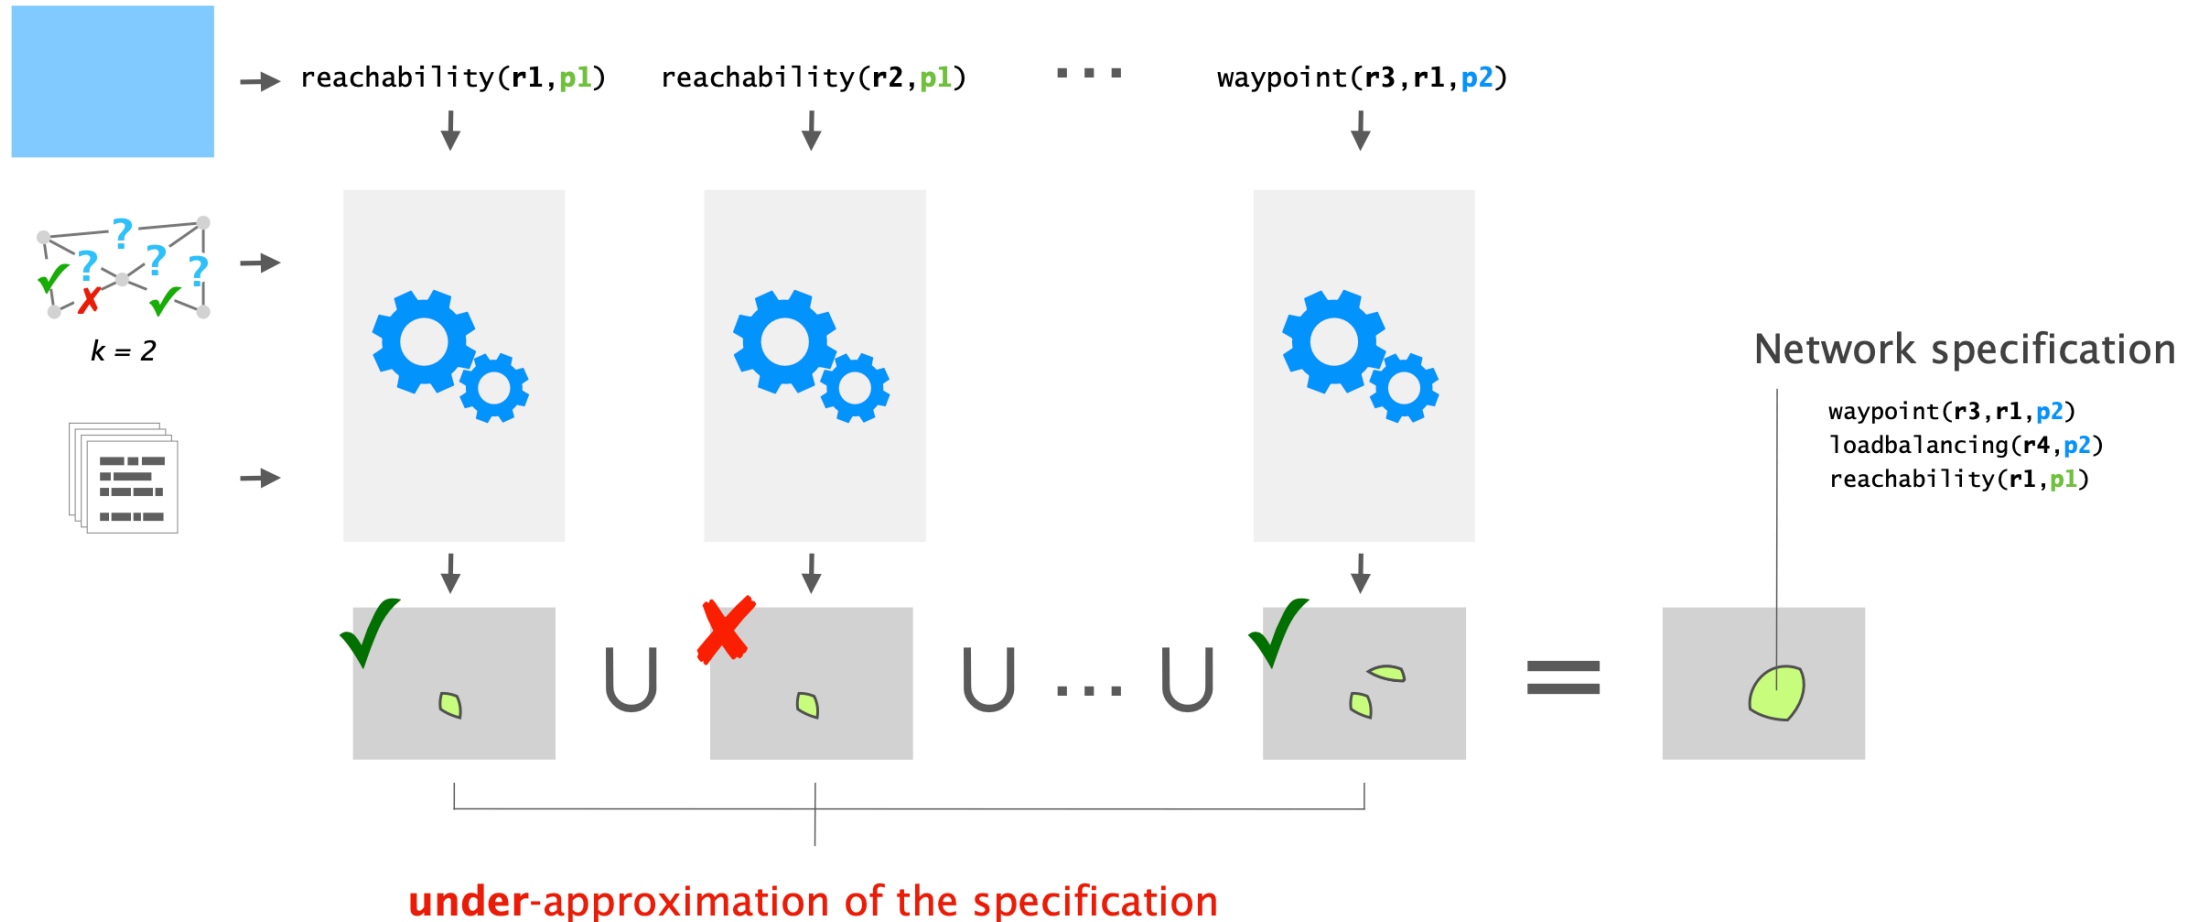 reachability(r1,p1)
reachability(r2,p1)
...
waypoint(r3,r1,p2)
? ? ? ?
k = 2
Network specification
waypoint(r3,r1,p2)
loadbalancing(r4,p2)
reachability(r1,p1)
∪ ∪ ... ∪ =
under-approximation of the specification